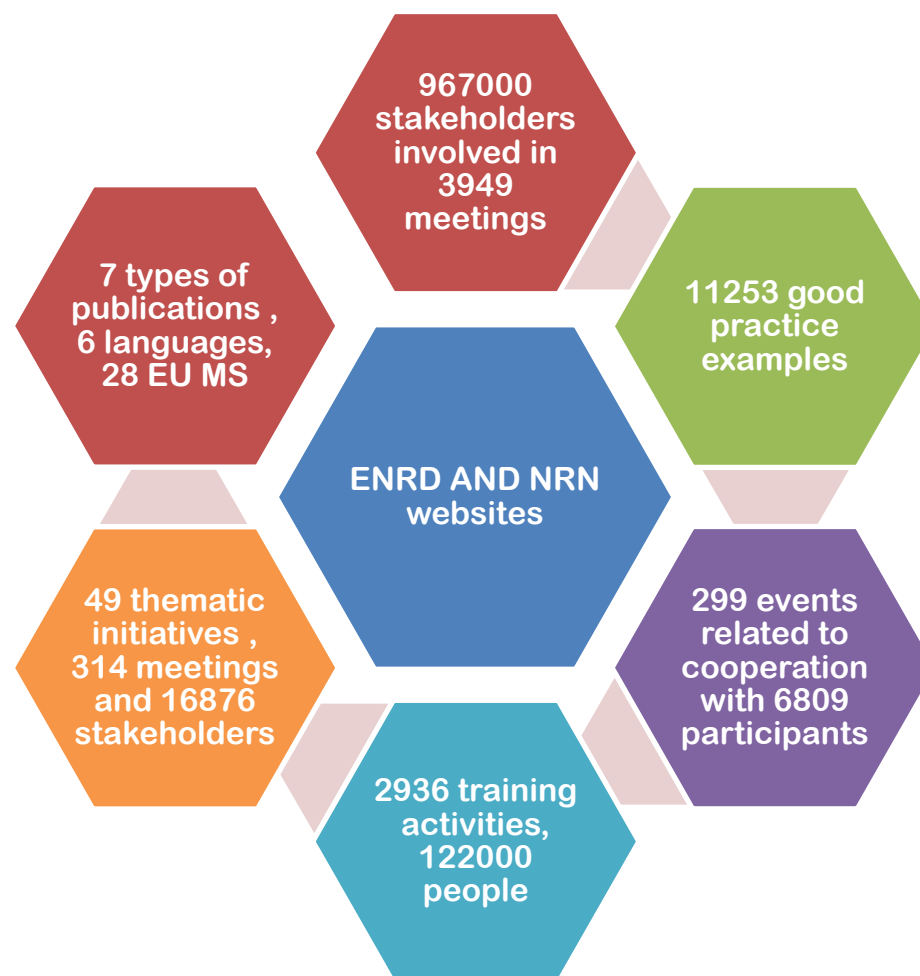 967000
stakeholders
involved in
3949
meetings
11253 good
practice
examples
299 events
related to
cooperation
with 6809
participants
2936 training
activities,
122000
people
49 thematic
initiatives ,
314 meetings
and 16876
stakeholders
7 types of
publications ,
6 languages,
28 EU MS
ENRD AND NRN
websites